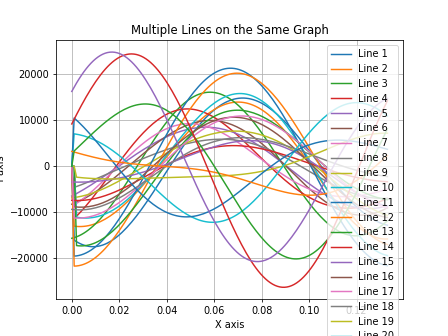 Multiple Lines on the Same Graph
20000
10000
0
−10000
−20000
0.00
0.02
0.04
0.06
0.08
0.10
X axis
Line 1
Line 2
Line 3
Line 4
Line 5
Line 6
Line 7
Line 8
Line 9
Line 10
Line 11
Line 12
Line 13
Line 14
Line 15
Line 16
Line 17
Line 18
Line 19
Line 20